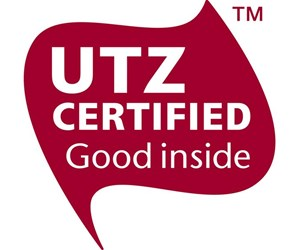 TM
UTZ
CERTIFIED
Good inside